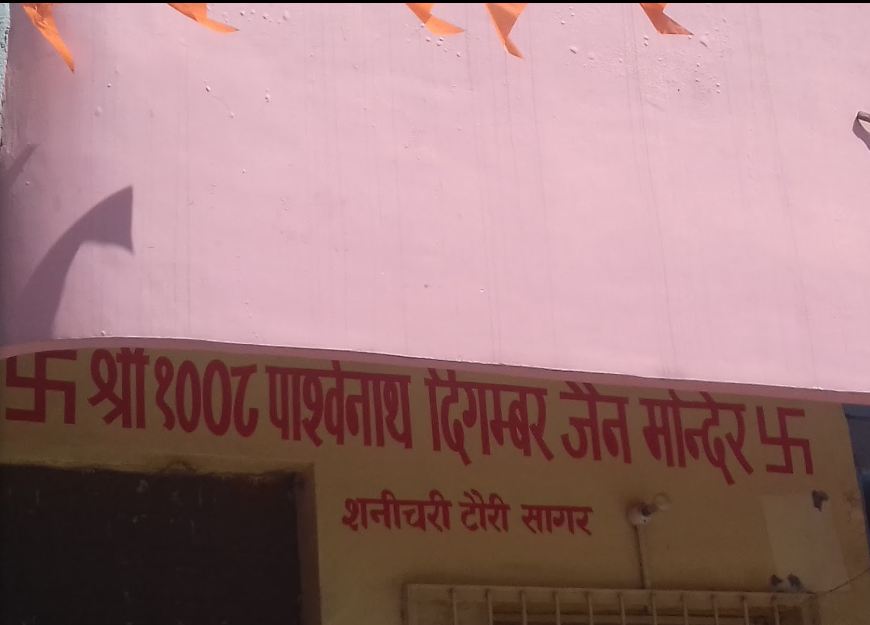 卐 श्री १००८ पार्श्वनाथ दिगम्बर जैन मन्दिर 卐
शनीचरी टौरी सागर